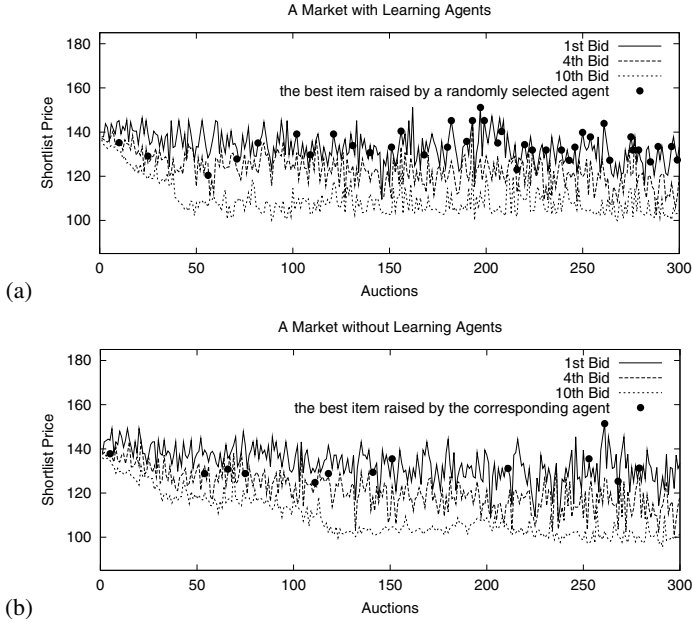 A Market with Learning Agents
180
160
140
120
100
Shortlist Price
1st Bid
4th Bid
10th Bid
the best item raised by a randomly selected agent
0 50 100 150 200 250 300
Auctions
(a)
A Market without Learning Agents
180
160
140
120
100
Shortlist Price
1st Bid
4th Bid
10th Bid
the best item raised by the corresponding agent
0 50 100 150 200 250 300
Auctions
(b)